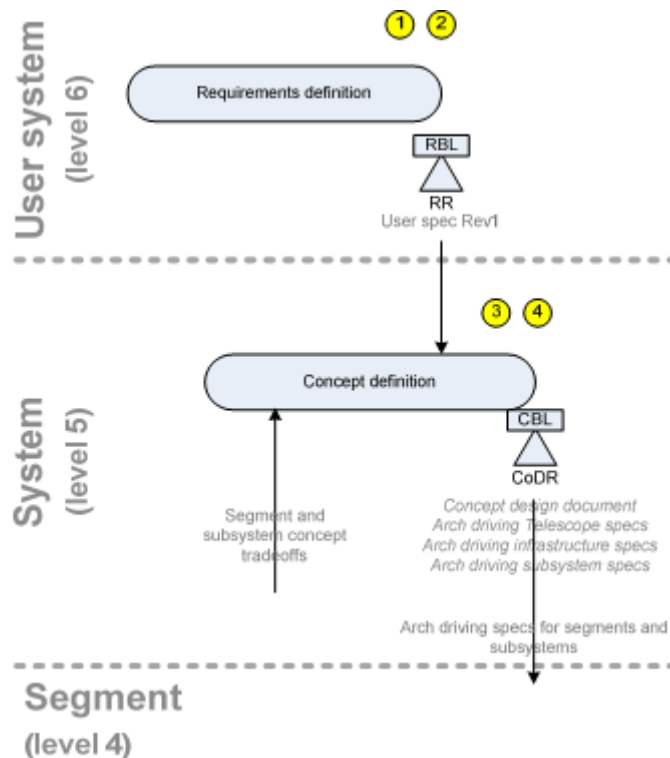 1 2
User system
(level 6)
Requirements definition
RBL
RR
User spec Rev1
3 4
System
(level 5)
Concept definition
CBL
CoDR
Segment and
subsystem concept
tradeoffs
Concept design document
Arch driving Telescope specs
Arch driving infrastructure specs
Arch driving subsystem specs
Arch driving specs for segments and
subsystems
Segment
(level 4)